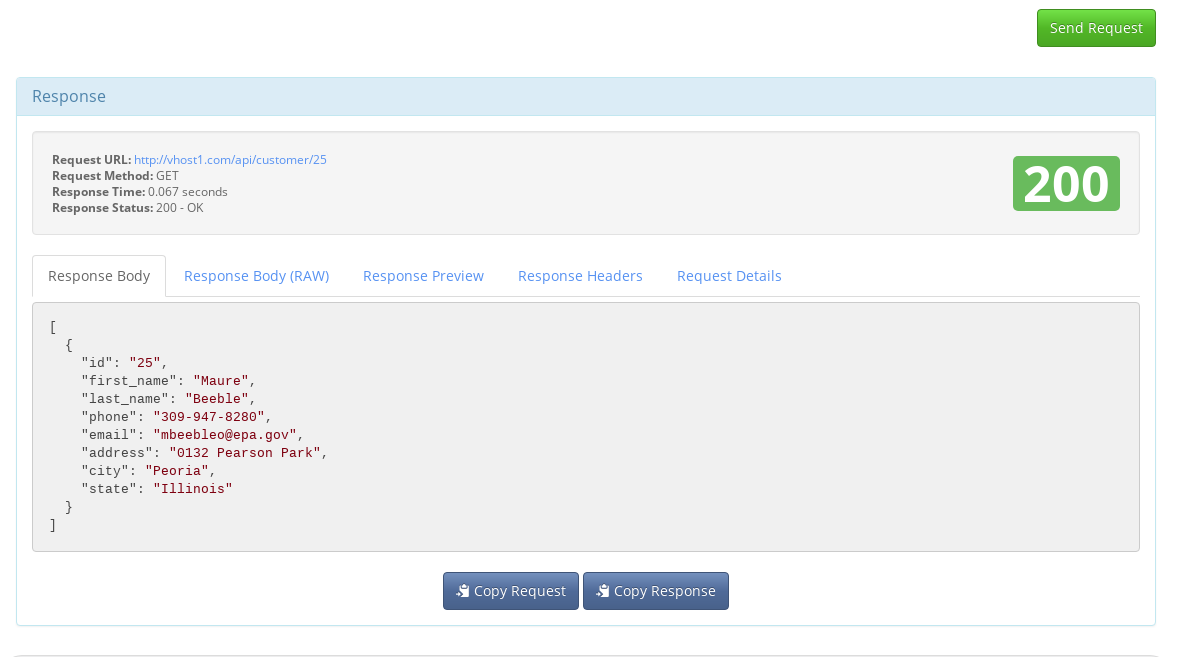 Send Request
Response
Request URL: http://vhost1.com/api/customer/25
Request Method: GET
Response Time: 0.067 seconds
Response Status: 200 - OK
200
Response Body Response Body (RAW) Response Preview Response Headers Request Details
[
  {
    "id": "25",
    "first_name": "Maure",
    "last_name": "Beeble",
    "phone": "309-947-8280",
    "email": "mbeebleo@epa.gov",
    "address": "0132 Pearson Park",
    "city": "Peoria",
    "state": "Illinois"
  }
]
Copy Request Copy Response